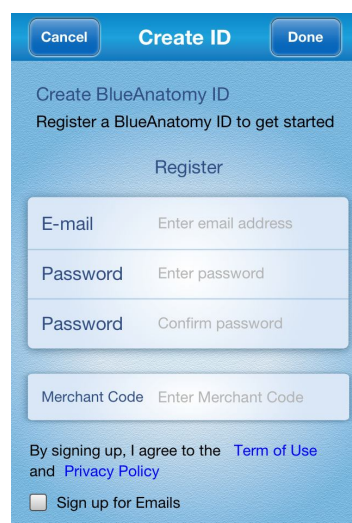 Cancel Create ID Done
Create BlueAnatomy ID
Register a BlueAnatomy ID to get started
Register
E-mail Enter email address
Password Enter password
Password Confirm password
Merchant Code Enter Merchant Code
By signing up, I agree to the Term of Use
and Privacy Policy
Sign up for Emails